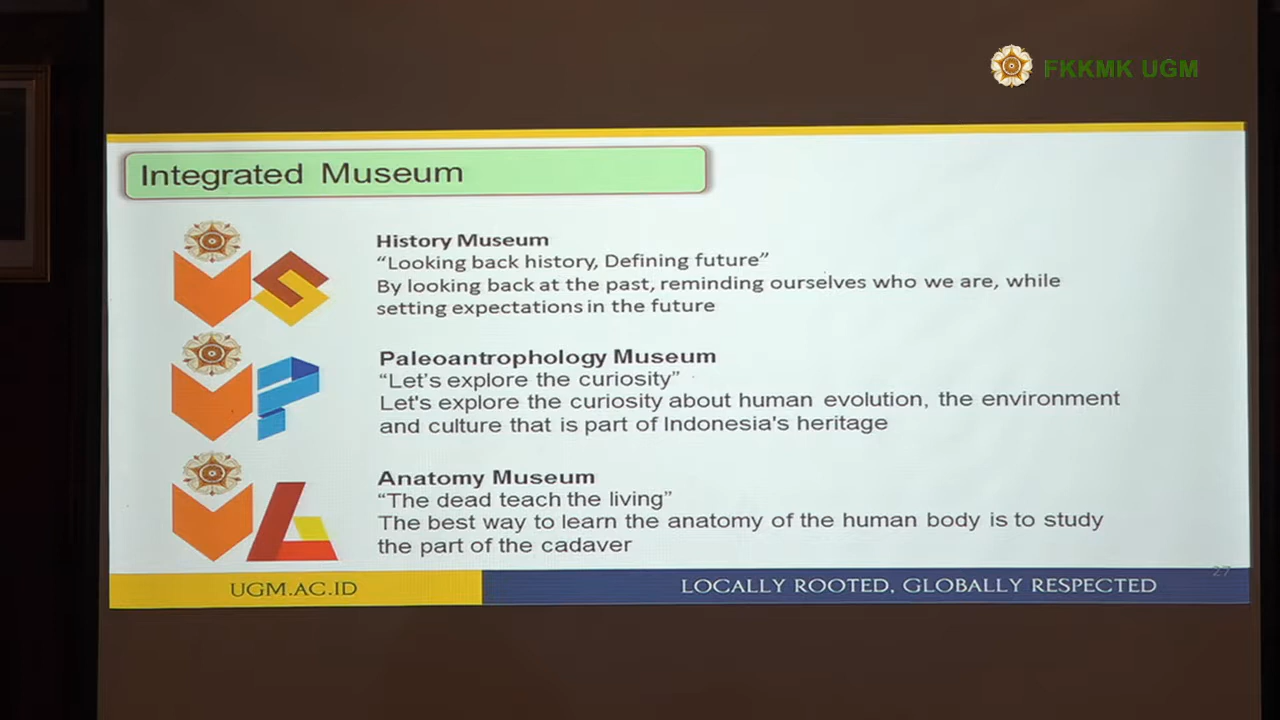 FKKMK UGM
Integrated Museum
History Museum
“Looking back history, Defining future”
By looking back at the past, reminding ourselves who we are, while
setting expectations in the future
Paleoantrophology Museum
“Let's explore the curiosity”
Let's explore the curiosity about human evolution, the environment
and culture that is part of Indonesia's heritage
Anatomy Museum
“The dead teach the living”
The best way to learn the anatomy of the human body is to study
the part of the cadaver
27
UGM.AC.ID
LOCALLY ROOTED, GLOBALLY RESPECTED